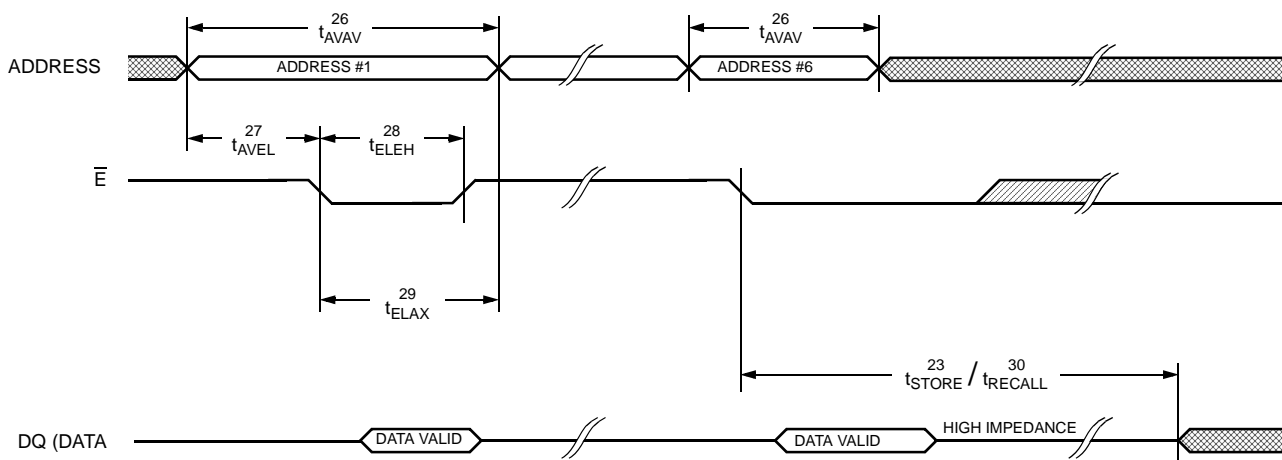 26 26
tAVAV tAVAV
ADDRESS ADDRESS #1 ADDRESS #6
27 28
tAVEL tELEH
E
29
tELAX
23 30
tSTORE / tRECALL
DQ (DATA DATA VALID DATA VALID HIGH IMPEDANCE